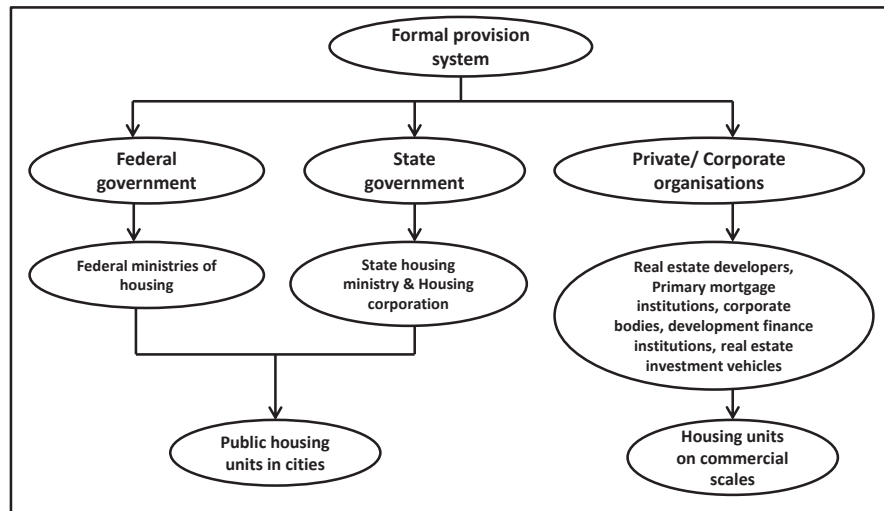 Formal provision
system
Federal
government
State
government
Private/ Corporate
organisations
Federal ministries of
housing
State housing
ministry & Housing
corporation
Real estate developers,
Primary mortgage
institutions, corporate
bodies, development finance
institutions, real estate
investment vehicles
Public housing
units in cities
Housing units
on commercial
scales